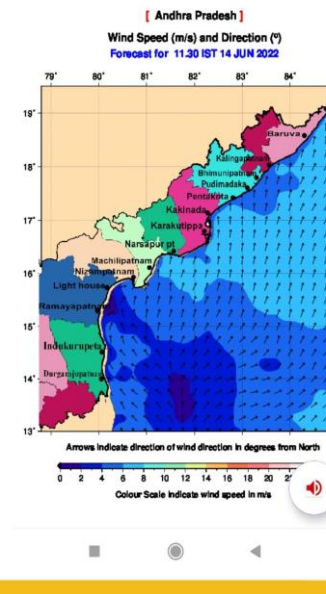 [ Andhra Pradesh ]
Wind Speed (m/s) and Direction (º)
Forecast for 11.30 IST 14 JUN 2022
79° 80° 81° 82° 83° 84°
19°
Baruva
Kalingapatnam
18°
Bhimunipatnam
Pudimadaka
Pentakota
Kakinada
17°
Karakutippa
Narsapur pt
Machilipatnam
16°
Nizampatnam
Light house
Ramayapatnam
15°
Indukurupeta
14°
Durgarajupatnam
13°
Arrows indicate direction of wind direction in degrees from North
0 2 4 6 8 10 12 14 16 18 20
Colour Scale indicate wind speed in m/s